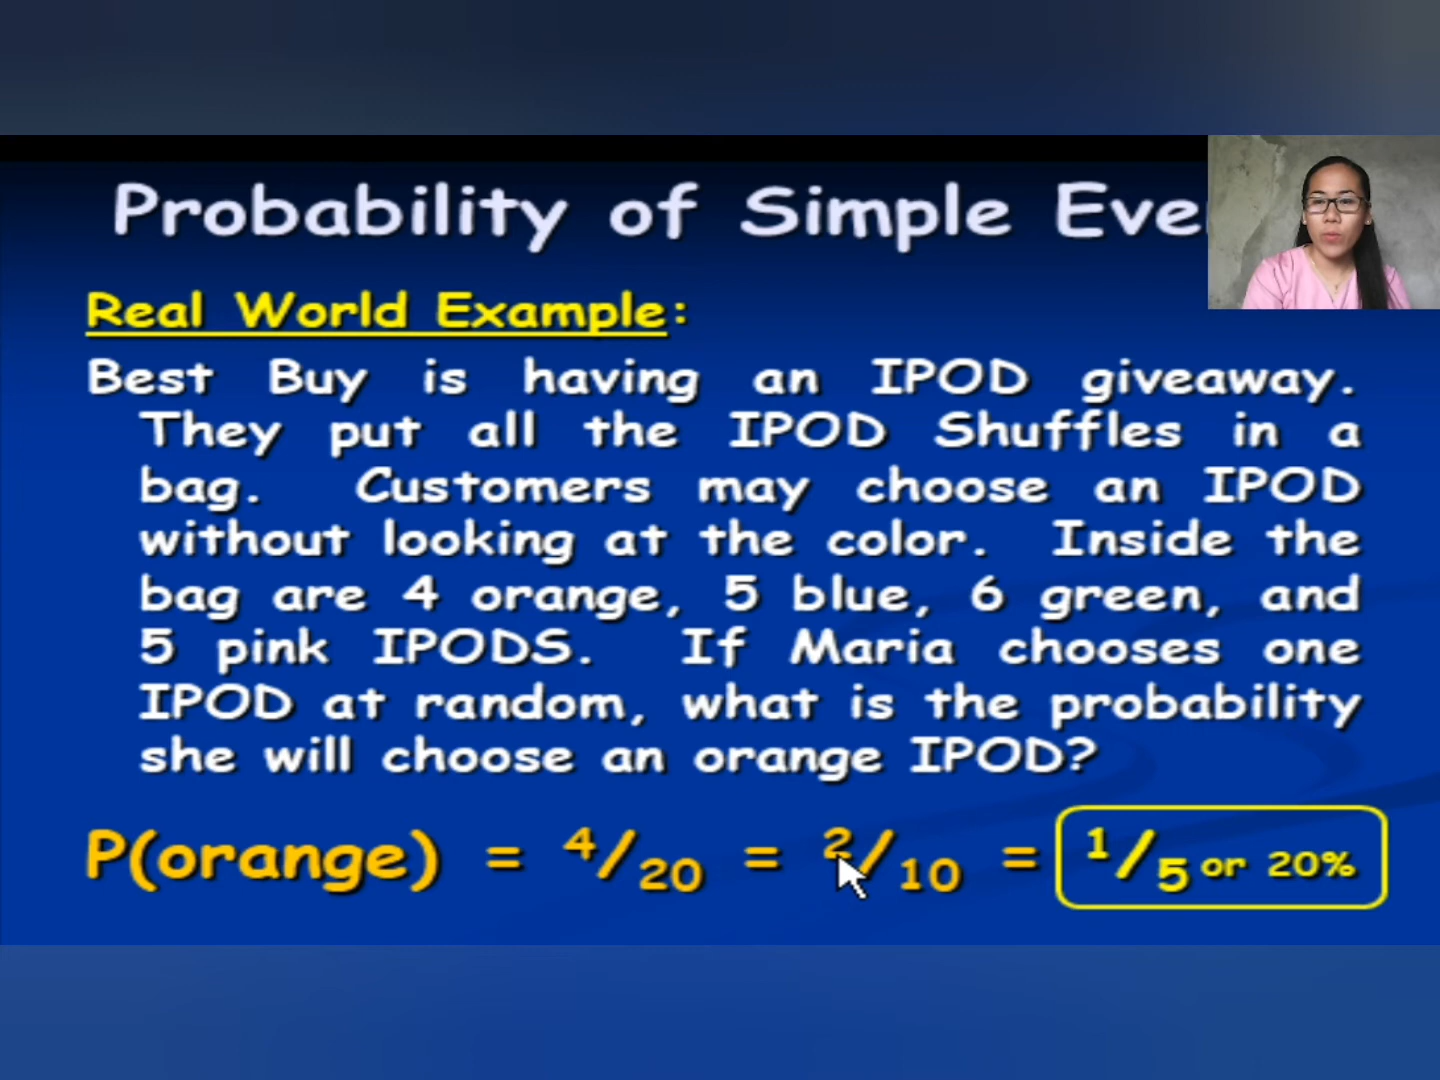 Probability of Simple Eve
Real World Example:
Best Buy is having an IPOD giveaway.
They put all the IPOD Shuffles in a
bag. Customers may choose an IPOD
without looking at the color. Inside the
bag are 4 orange, 5 blue, 6 green, and
5 pink IPODS. If Maria chooses one
IPOD at random, what is the probability
she will choose an orange IPOD?
P(orange) = 4/20 = 2/10 = 1/5 or 20%